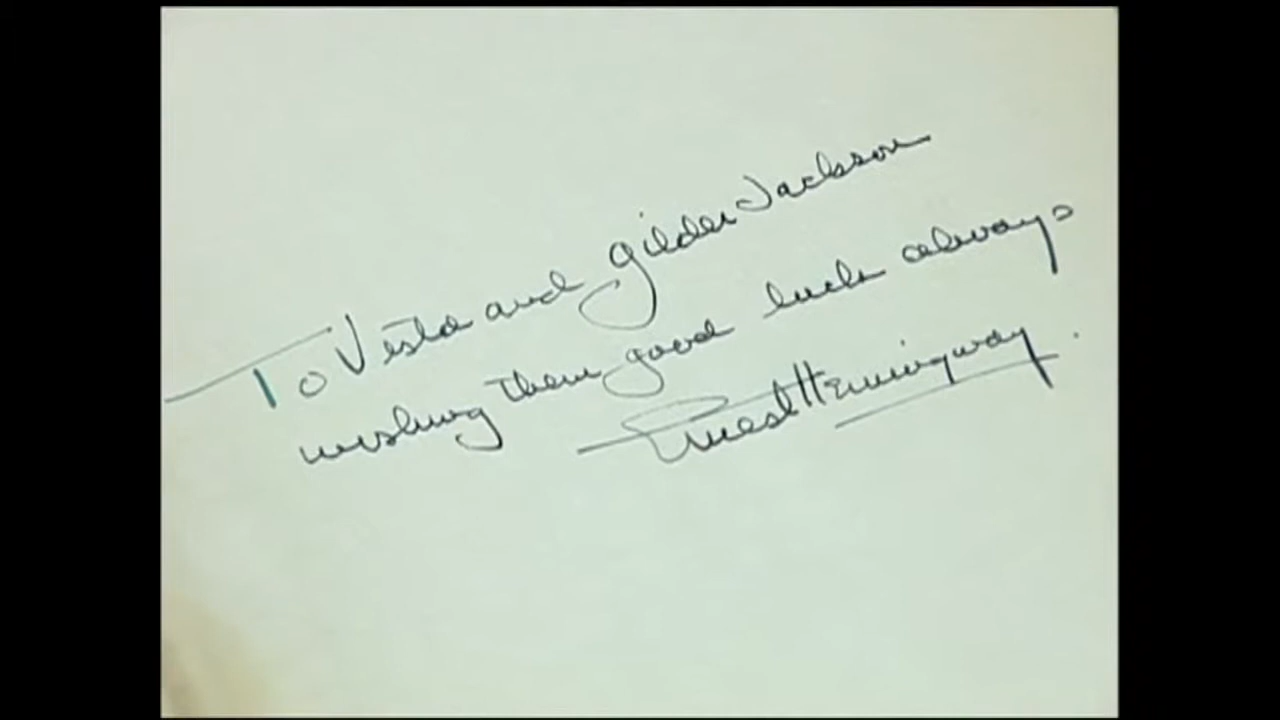 To Vesta and Gilder Jackson
wishing them good luck always
Ernest Hemingway.